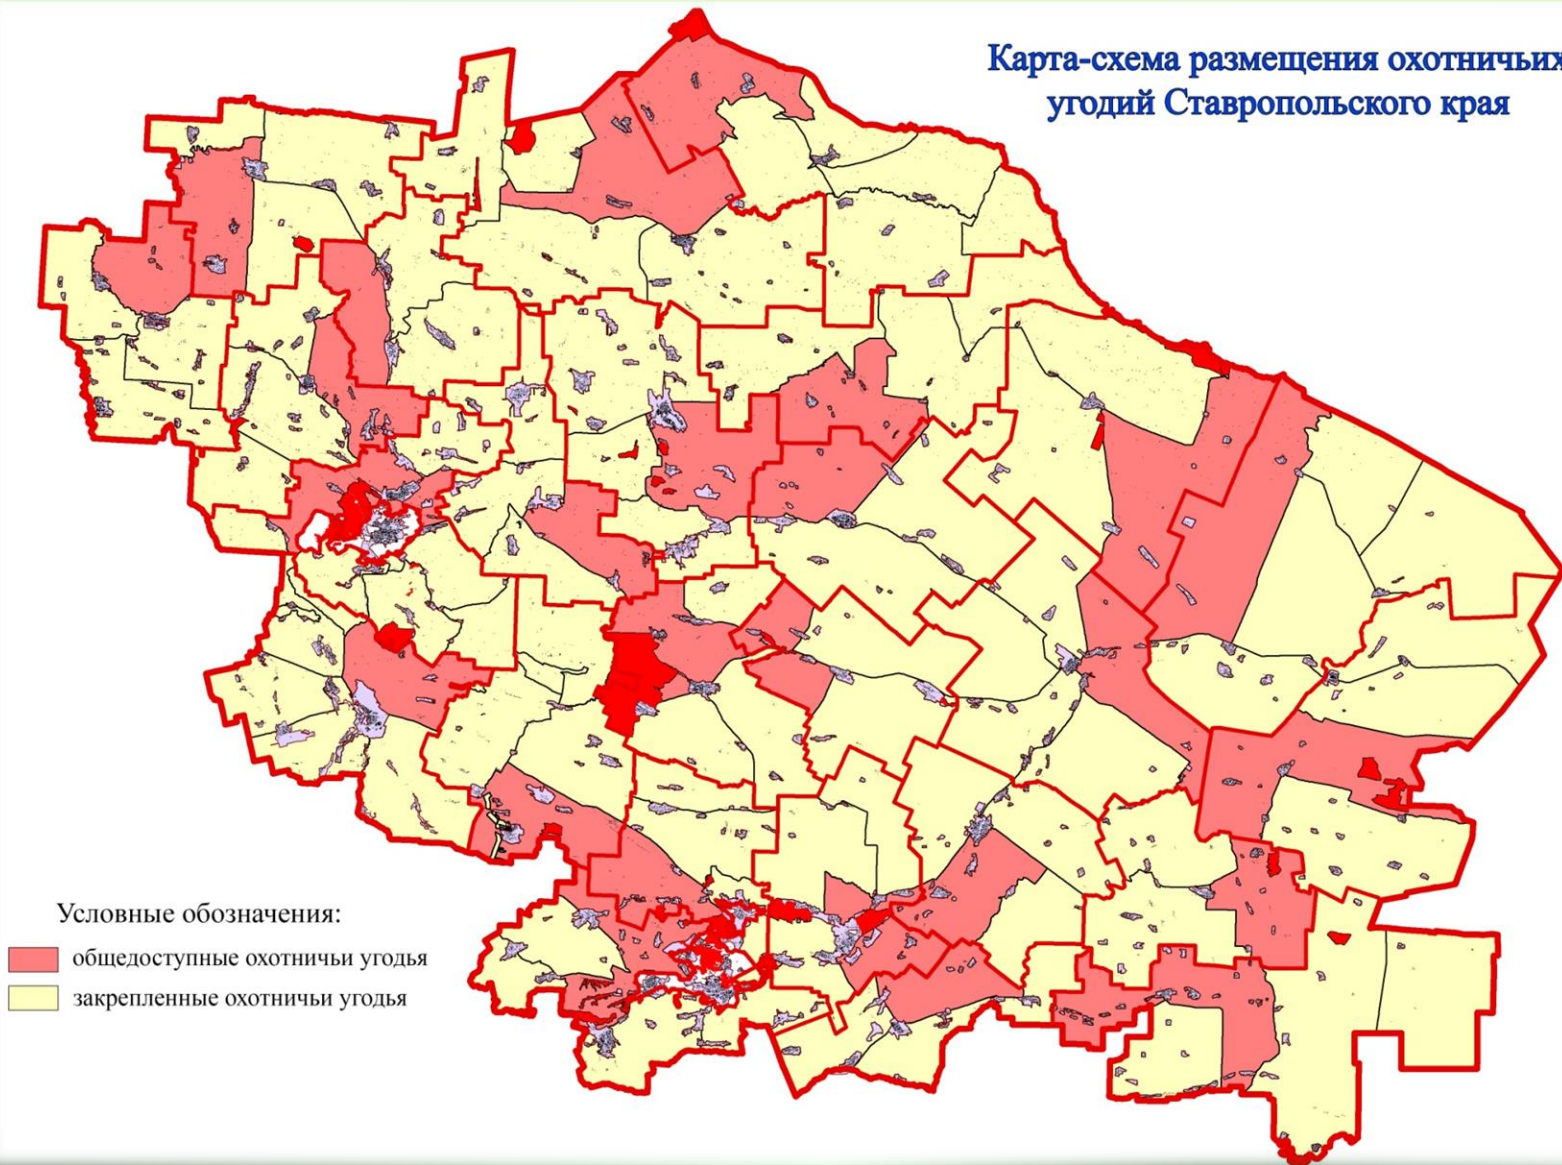 Карта-схема размещения охотничьих
угодий Ставропольского края
Условные обозначения:
общедоступные охотничьи угодья
закрепленные охотничьи угодья